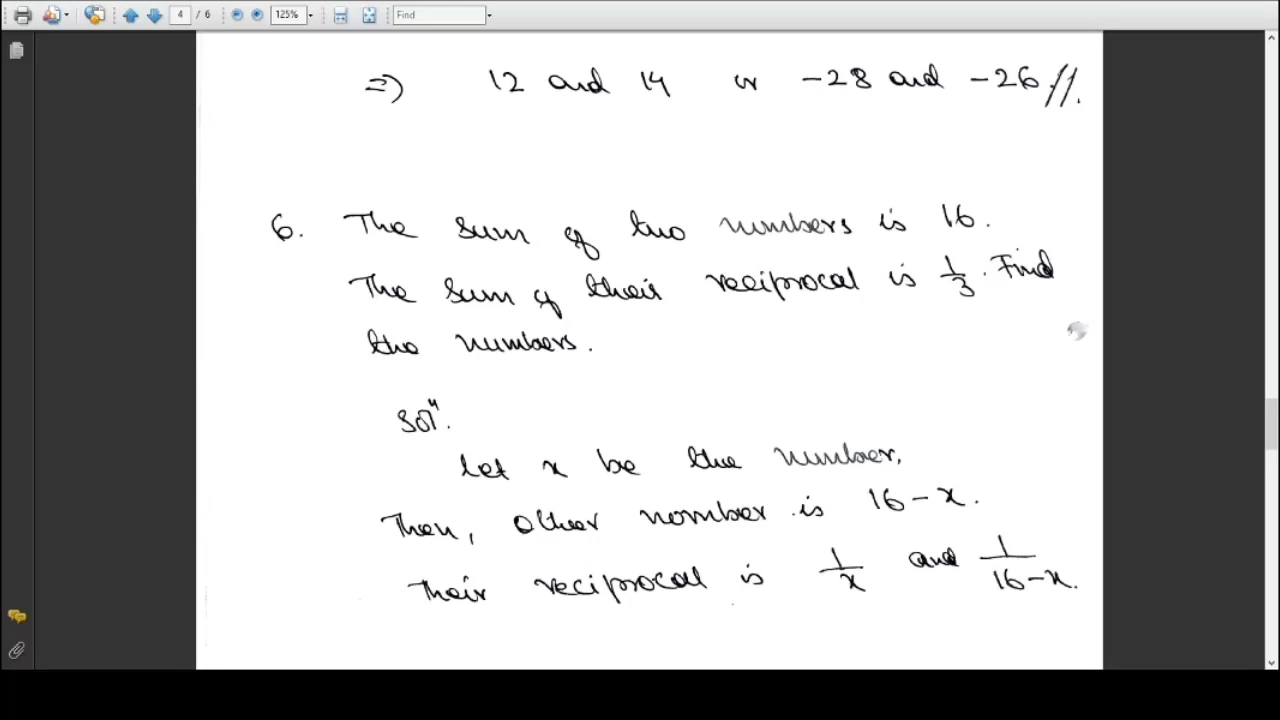 4 / 6 125% Find
=> 12 and 14 or -28 and -26 //.
6. The sum of two numbers is 16.
The sum of their reciprocal is 1/3. Find
the numbers.
Solⁿ.
Let x be the number,
Then, other nomber is 16-x.
Their reciprocal is 1/x and 1/16-x.